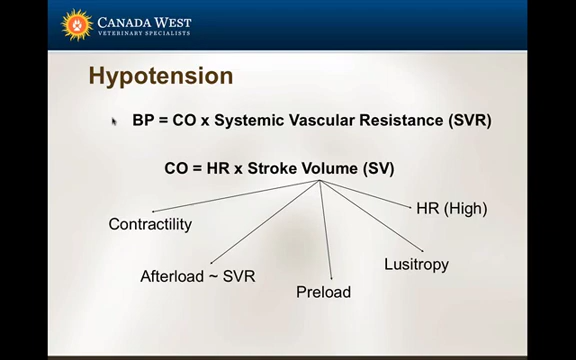 CANADA WEST
VETERINARY SPECIALISTS
Hypotension
BP = CO x Systemic Vascular Resistance (SVR)
CO = HR x Stroke Volume (SV)
HR (High)
Contractility
Lusitropy
Afterload ~ SVR
Preload